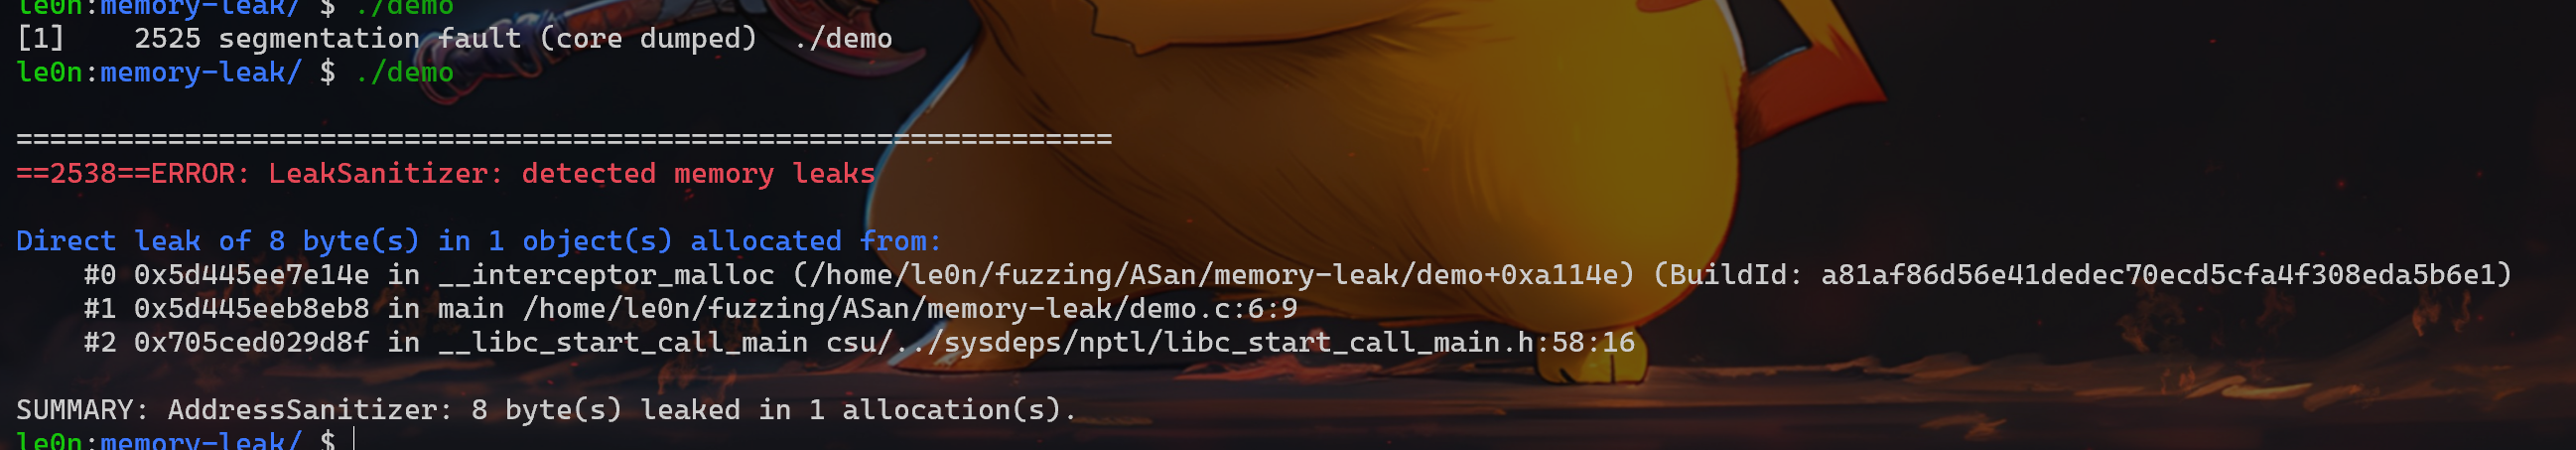 le0n:memory-leak/ $ ./demo
[1]    2525 segmentation fault (core dumped)  ./demo
le0n:memory-leak/ $ ./demo
=================================================================
==2538==ERROR: LeakSanitizer: detected memory leaks
Direct leak of 8 byte(s) in 1 object(s) allocated from:
    #0 0x5d445ee7e14e in __interceptor_malloc (/home/le0n/fuzzing/ASan/memory-leak/demo+0xa114e) (BuildId: a81af86d56e41dedec70ecd5cfa4f308eda5b6e1)
    #1 0x5d445eeb8eb8 in main /home/le0n/fuzzing/ASan/memory-leak/demo.c:6:9
    #2 0x705ced029d8f in __libc_start_call_main csu/../sysdeps/nptl/libc_start_call_main.h:58:16
SUMMARY: AddressSanitizer: 8 byte(s) leaked in 1 allocation(s).
le0n:memory-leak/ $